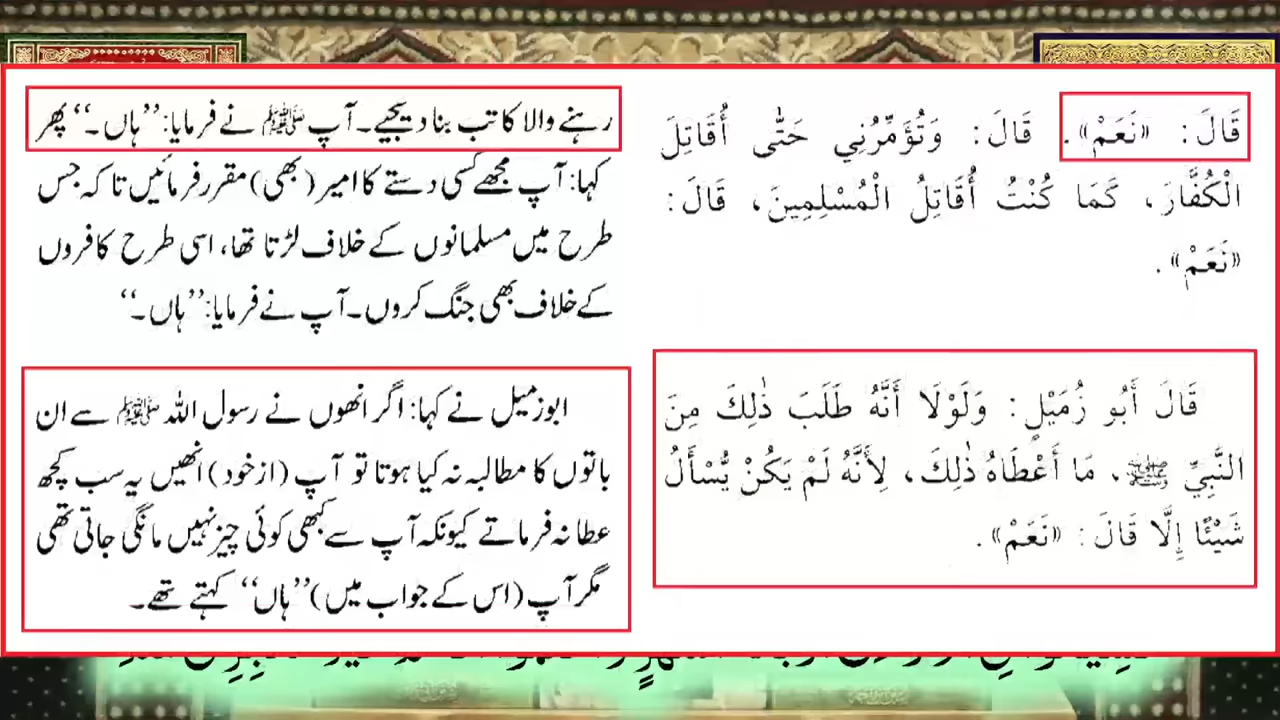 قَالَ: «نَعَمْ». قَالَ: وَتُؤَمِّرُنِي حَتَّى أُقَاتِلَ
الْكُفَّارَ، كَمَا كُنْتُ أُقَاتِلُ الْمُسْلِمِينَ، قَالَ:
«نَعَمْ».
قَالَ أَبُو زُمَيْلٍ: وَلَوْلَا أَنَّهُ طَلَبَ ذٰلِكَ مِنَ
النَّبِيِّ ﷺ، مَا أَعْطَاهُ ذٰلِكَ، لِأَنَّهُ لَمْ يَكُنْ يُّسْأَلُ
شَيْئًا إِلَّا قَالَ: «نَعَمْ».
رہنے والا کاتب بنا دیجیے۔ آپ ﷺ نے فرمایا: ’’ہاں۔‘‘ پھر
کہا: آپ مجھے کسی دستے کا امیر (بھی) مقرر فرمائیں تاکہ جس
طرح میں مسلمانوں کے خلاف لڑتا تھا، اسی طرح کافروں
کے خلاف بھی جنگ کروں۔ آپ نے فرمایا: ’’ہاں۔‘‘
ابوزمیل نے کہا: اگر انھوں نے رسول اللہ ﷺ سے ان
باتوں کا مطالبہ نہ کیا ہوتا تو آپ (ازخود) انھیں یہ سب کچھ
عطا نہ فرماتے کیونکہ آپ سے کبھی کوئی چیز نہیں مانگی جاتی تھی
مگر آپ (اس کے جواب میں) ’’ہاں‘‘ کہتے تھے۔